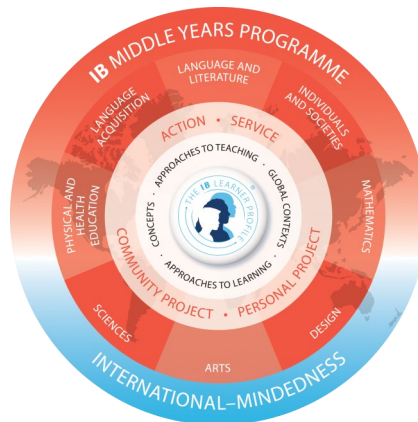 IB MIDDLE YEARS PROGRAMME
LANGUAGE AND
LITERATURE
INDIVIDUALS
AND SOCIETIES
MATHEMATICS
DESIGN
ARTS
SCIENCES
PHYSICAL AND
HEALTH
EDUCATION
LANGUAGE
ACQUISITION
ACTION • SERVICE
PERSONAL PROJECT
•
COMMUNITY PROJECT
APPROACHES TO TEACHING ·
GLOBAL CONTEXTS ·
APPROACHES TO LEARNING ·
CONCEPTS ·
THE IB LEARNER PROFILE
®
INTERNATIONAL–MINDEDNESS